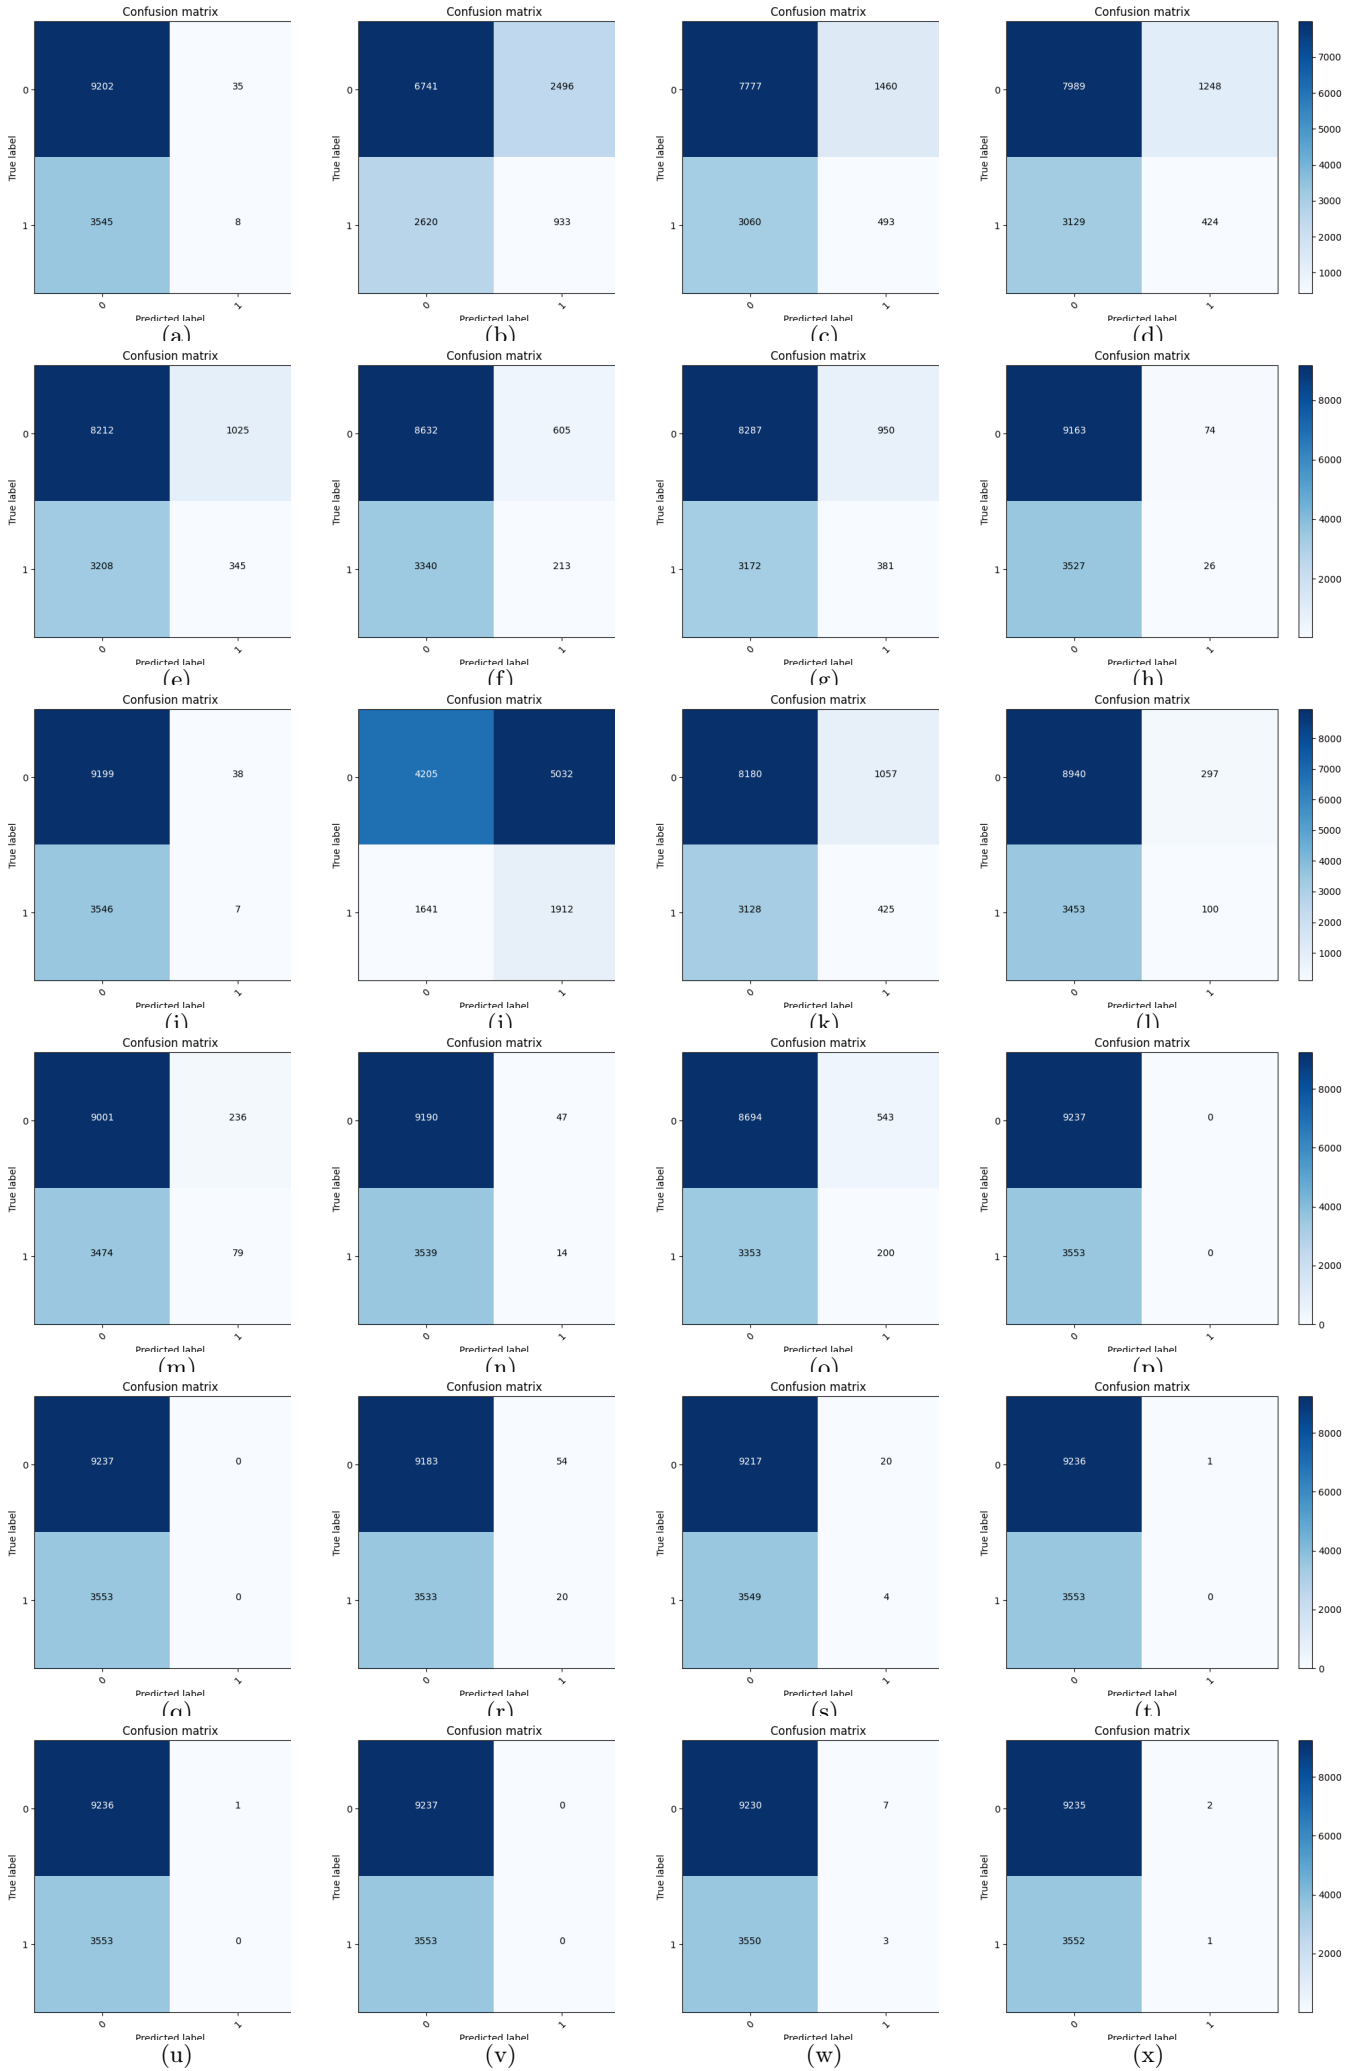 Confusion matrix Confusion matrix Confusion matrix Confusion matrix
0 9202 35 0 6741 2496 0 7777 1460 0 7989 1248
True label True label True label True label
1 3545 8 1 2620 933 1 3060 493 1 3129 424
7000
6000
5000
4000
3000
2000
1000
0 1 0 1 0 1 0 1
Predicted label Predicted label Predicted label Predicted label
(a) (b) (c) (d)
Confusion matrix Confusion matrix Confusion matrix Confusion matrix
0 8212 1025 0 8632 605 0 8287 950 0 9163 74
True label True label True label True label
1 3208 345 1 3340 213 1 3172 381 1 3527 26
8000
6000
4000
2000
0 1 0 1 0 1 0 1
Predicted label Predicted label Predicted label Predicted label
(e) (f) (g) (h)
Confusion matrix Confusion matrix Confusion matrix Confusion matrix
0 9199 38 0 4205 5032 0 8180 1057 0 8940 297
True label True label True label True label
1 3546 7 1 1641 1912 1 3128 425 1 3453 100
8000
7000
6000
5000
4000
3000
2000
1000
0 1 0 1 0 1 0 1
Predicted label Predicted label Predicted label Predicted label
(i) (j) (k) (l)
Confusion matrix Confusion matrix Confusion matrix Confusion matrix
0 9001 236 0 9190 47 0 8694 543 0 9237 0
True label True label True label True label
1 3474 79 1 3539 14 1 3353 200 1 3553 0
8000
6000
4000
2000
0
0 1 0 1 0 1 0 1
Predicted label Predicted label Predicted label Predicted label
(m) (n) (o) (p)
Confusion matrix Confusion matrix Confusion matrix Confusion matrix
0 9237 0 0 9183 54 0 9217 20 0 9236 1
True label True label True label True label
1 3553 0 1 3533 20 1 3549 4 1 3553 0
8000
6000
4000
2000
0
0 1 0 1 0 1 0 1
Predicted label Predicted label Predicted label Predicted label
(q) (r) (s) (t)
Confusion matrix Confusion matrix Confusion matrix Confusion matrix
0 9236 1 0 9237 0 0 9230 7 0 9235 2
True label True label True label True label
1 3553 0 1 3553 0 1 3550 3 1 3552 1
8000
6000
4000
2000
0 1 0 1 0 1 0 1
Predicted label Predicted label Predicted label Predicted label
(u) (v) (w) (x)